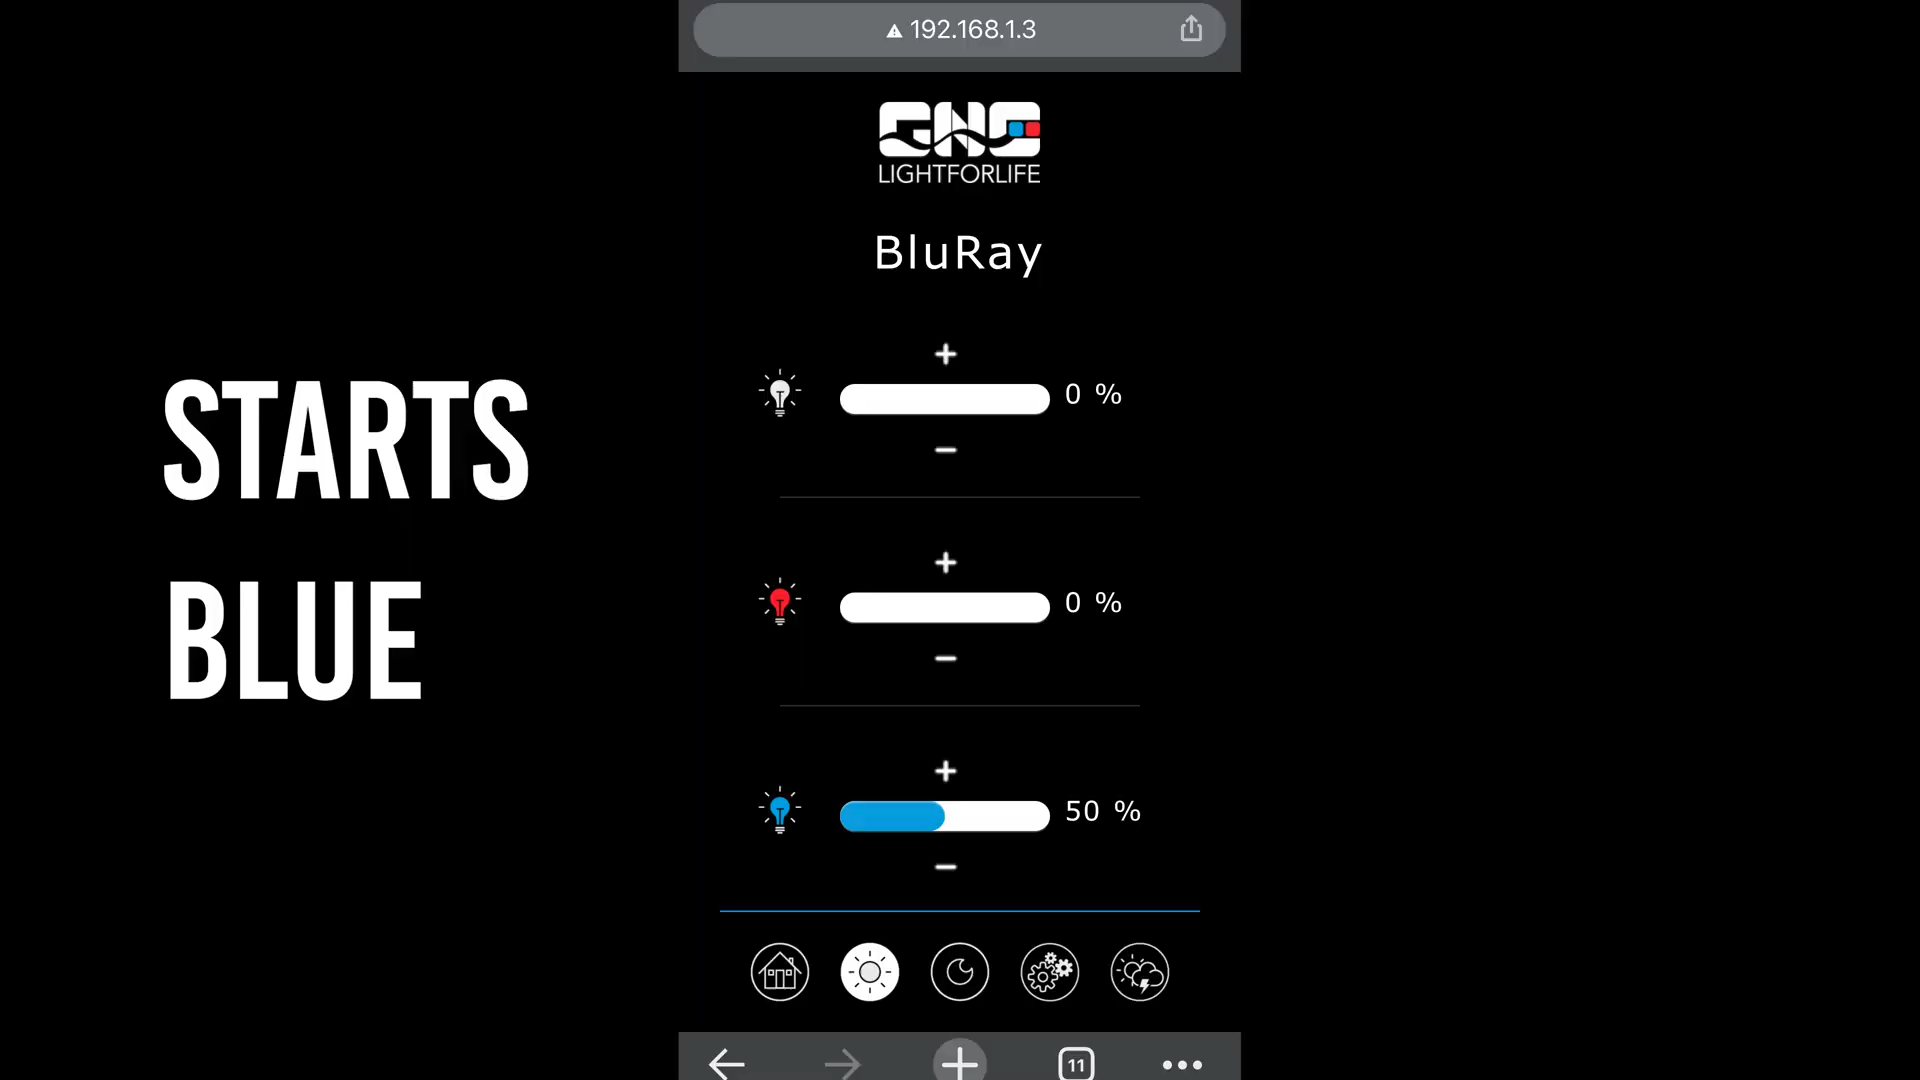 192.168.1.3
GNC
LIGHTFORLIFE
BluRay
0 %
STARTS
0 %
BLUE
50 %
11